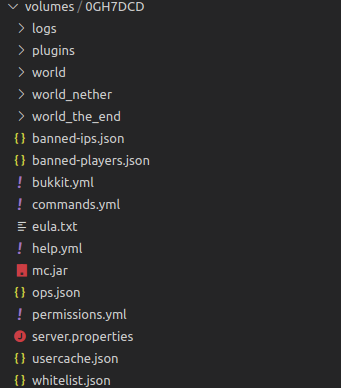 volumes / 0GH7DCD
logs
plugins
world
world_nether
world_the_end
banned-ips.json
banned-players.json
bukkit.yml
commands.yml
eula.txt
help.yml
mc.jar
ops.json
permissions.yml
server.properties
usercache.json
whitelist.json